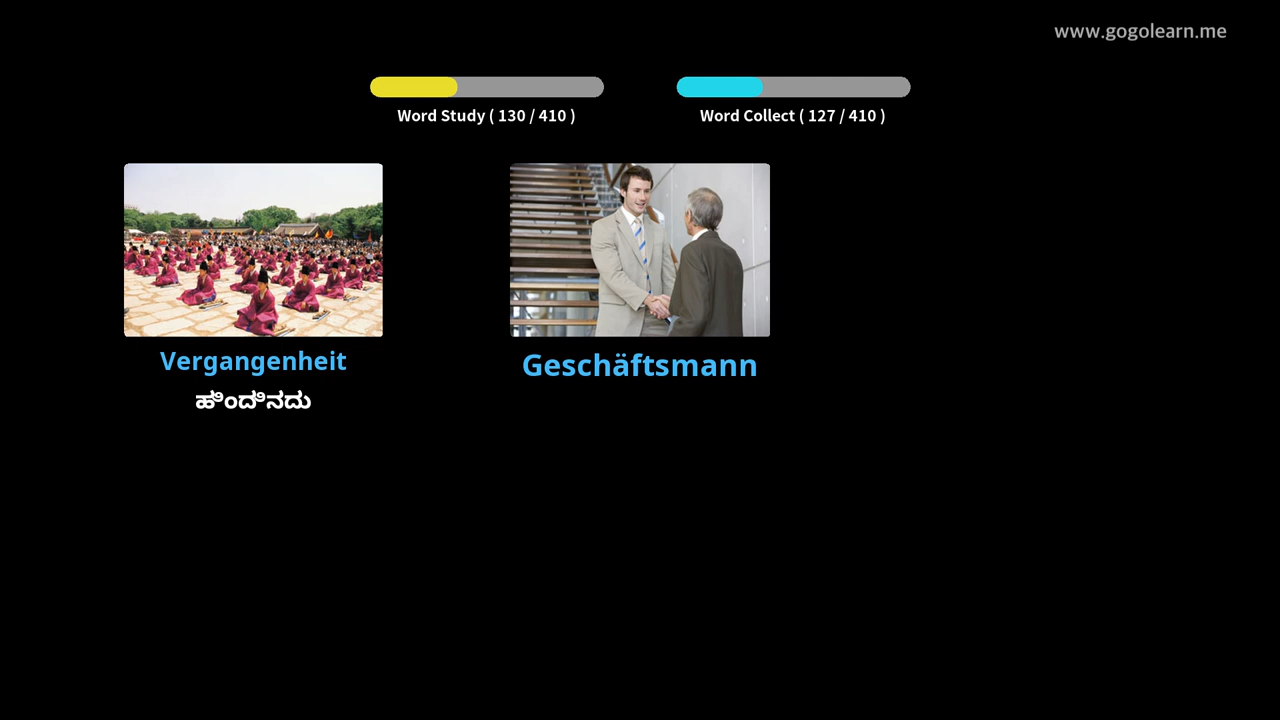 www.gogolearn.me
Word Study ( 130 / 410 )
Word Collect ( 127 / 410 )
Vergangenheit
ಹಿಂದಿನದು
Geschäftsmann